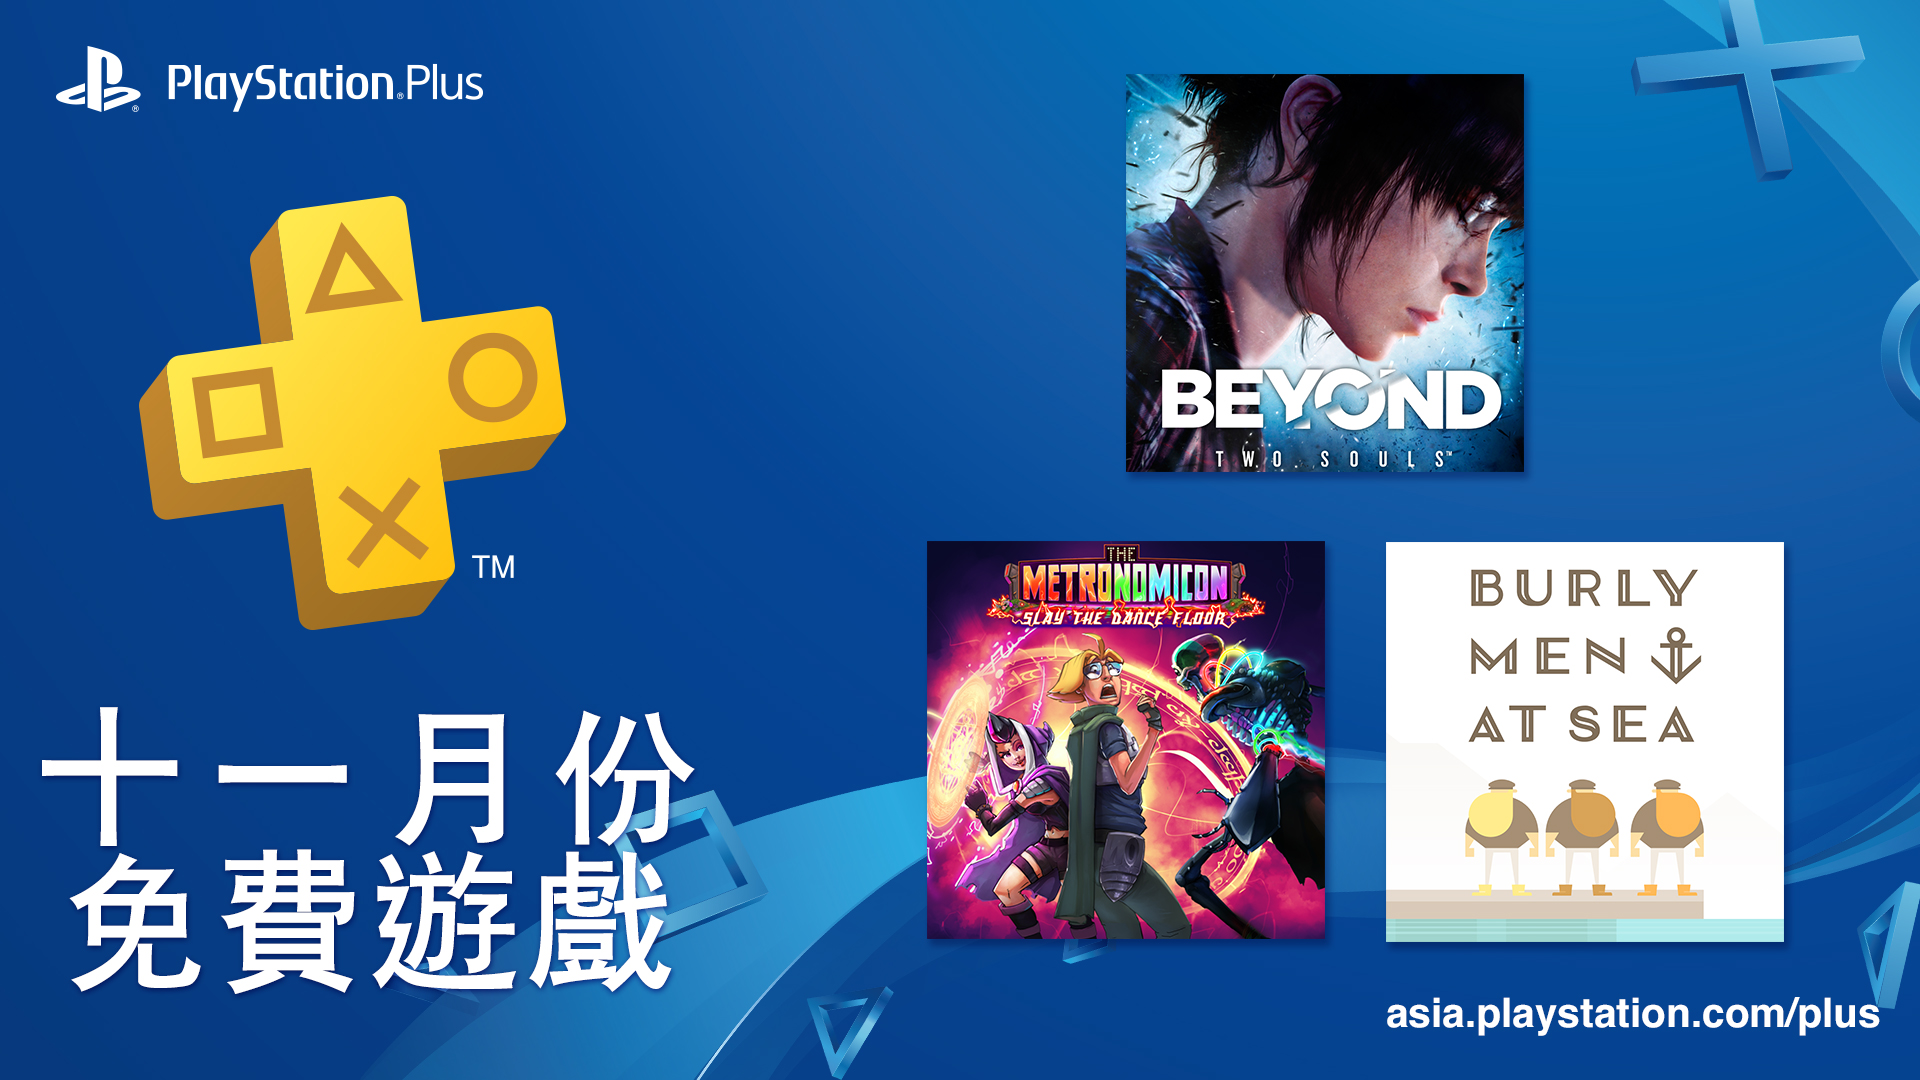 PlayStation®Plus
TM
十一月份
免費遊戲
BEYOND
TWO SOULS™
THE
METRONOMICON
SLAY THE DANCE FLOOR
BURLY
MEN
AT SEA
asia.playstation.com/plus